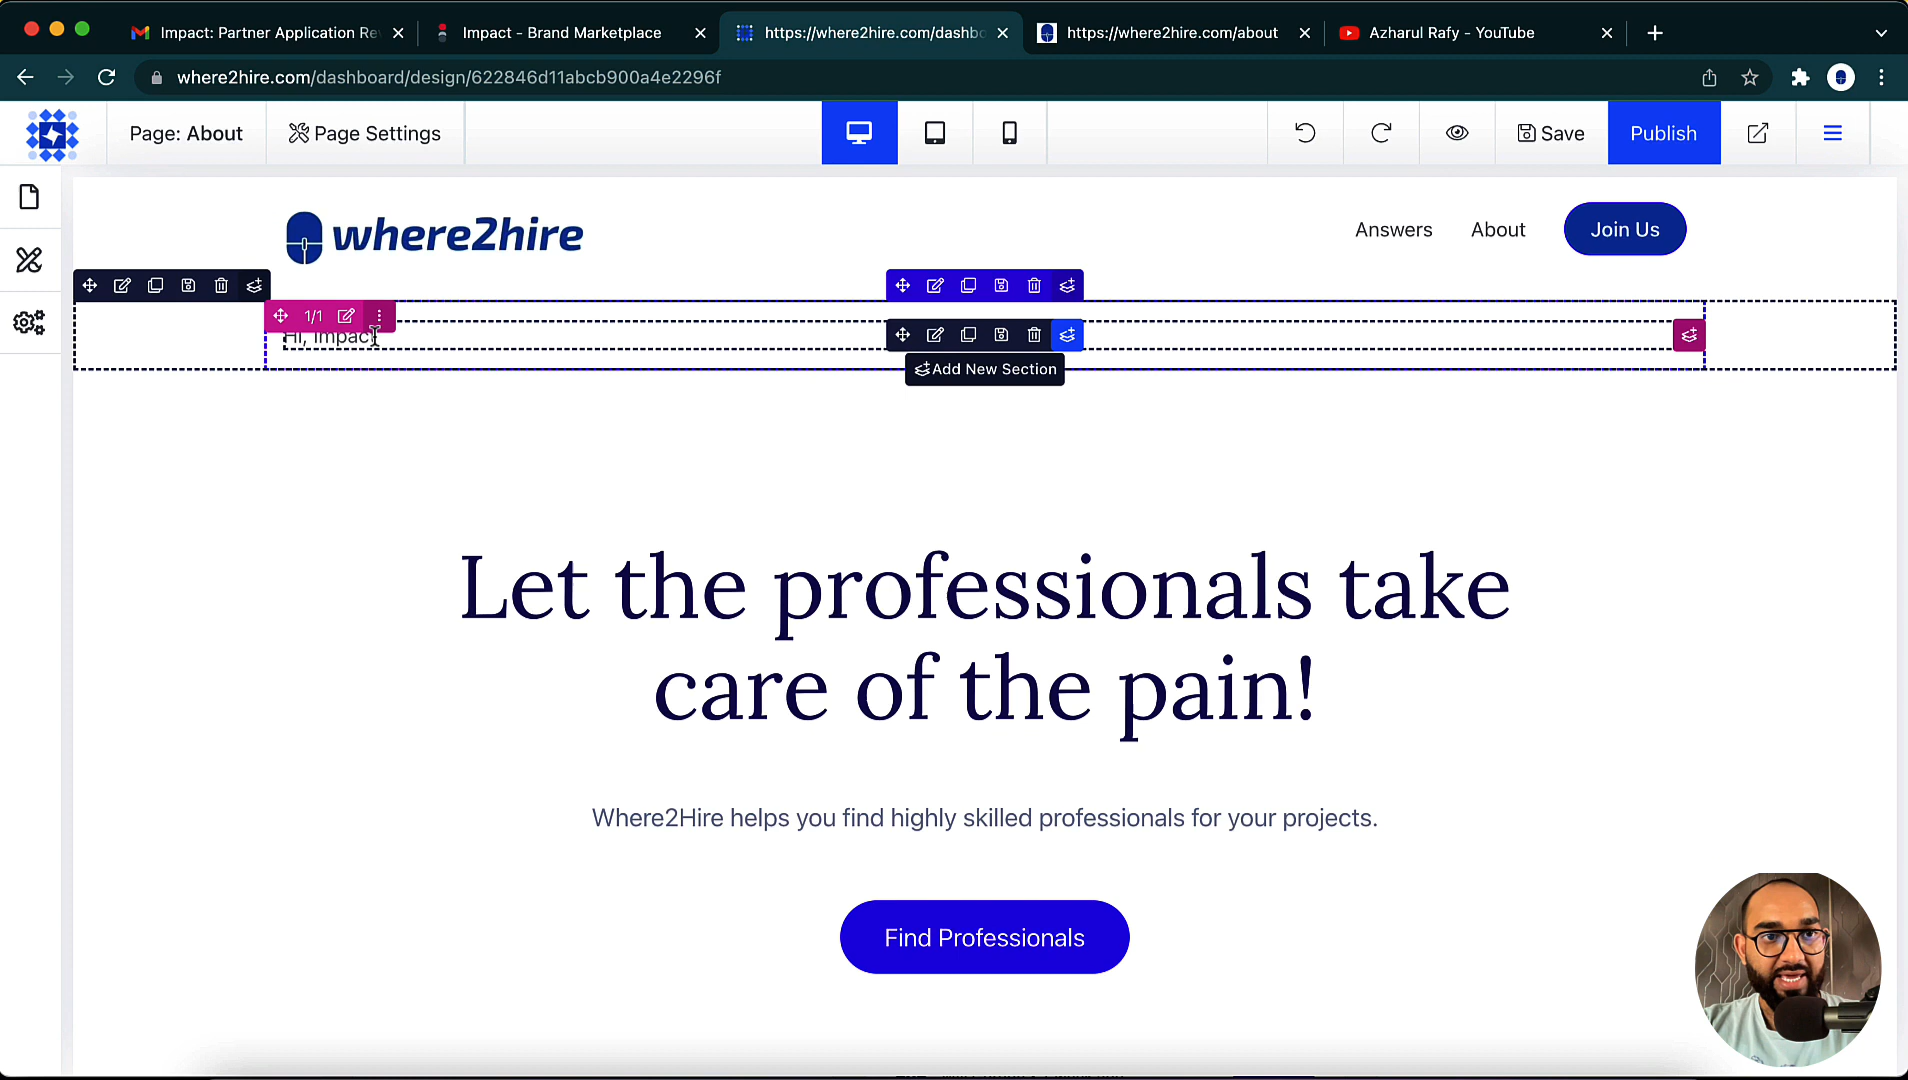 Impact: Partner Application Re
Impact - Brand Marketplace
https://where2hire.com/dashbo
https://where2hire.com/about
Azharul Rafy - YouTube
where2hire.com/dashboard/design/622846d11abcb900a4e2296f
Page: About
Page Settings
Save
Publish
where2hire
Answers
About
Join Us
1/1
Hi, Impact
Add New Section
Let the professionals take
care of the pain!
Where2Hire helps you find highly skilled professionals for your projects.
Find Professionals